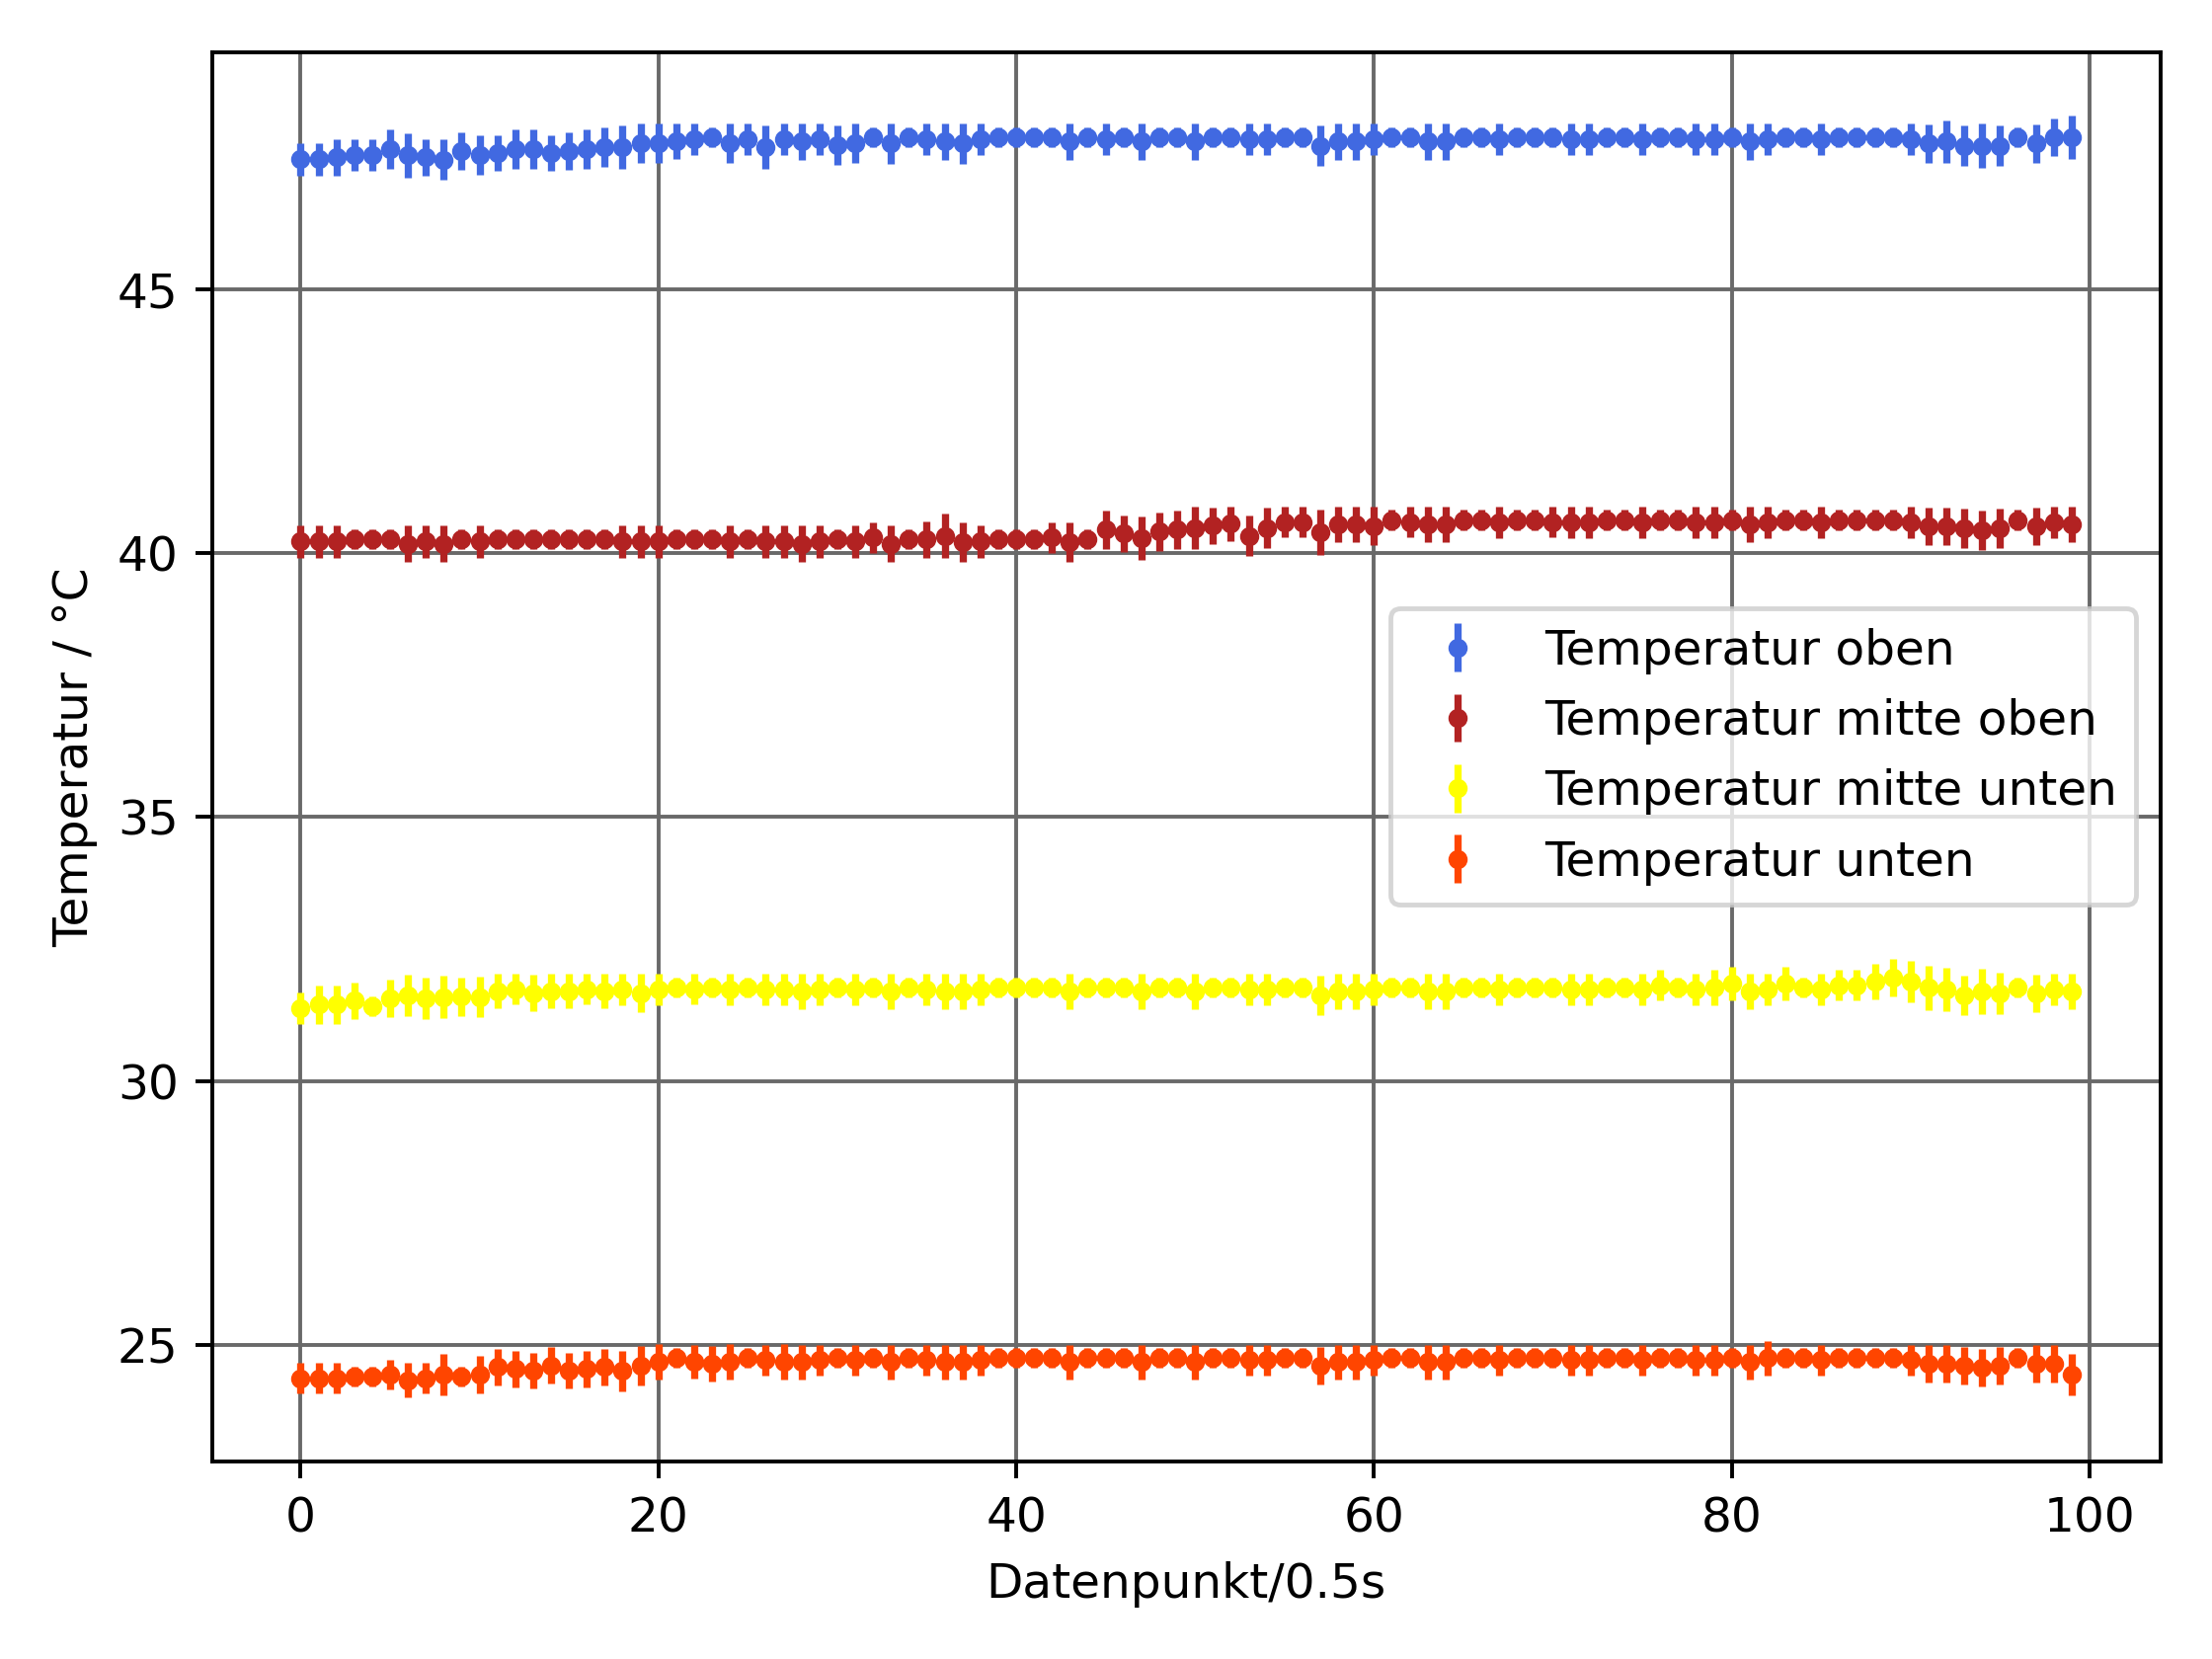 45
40
35
30
25
Temperatur / °C
Temperatur oben
Temperatur mitte oben
Temperatur mitte unten
Temperatur unten
0 20 40 60 80 100
Datenpunkt/0.5s